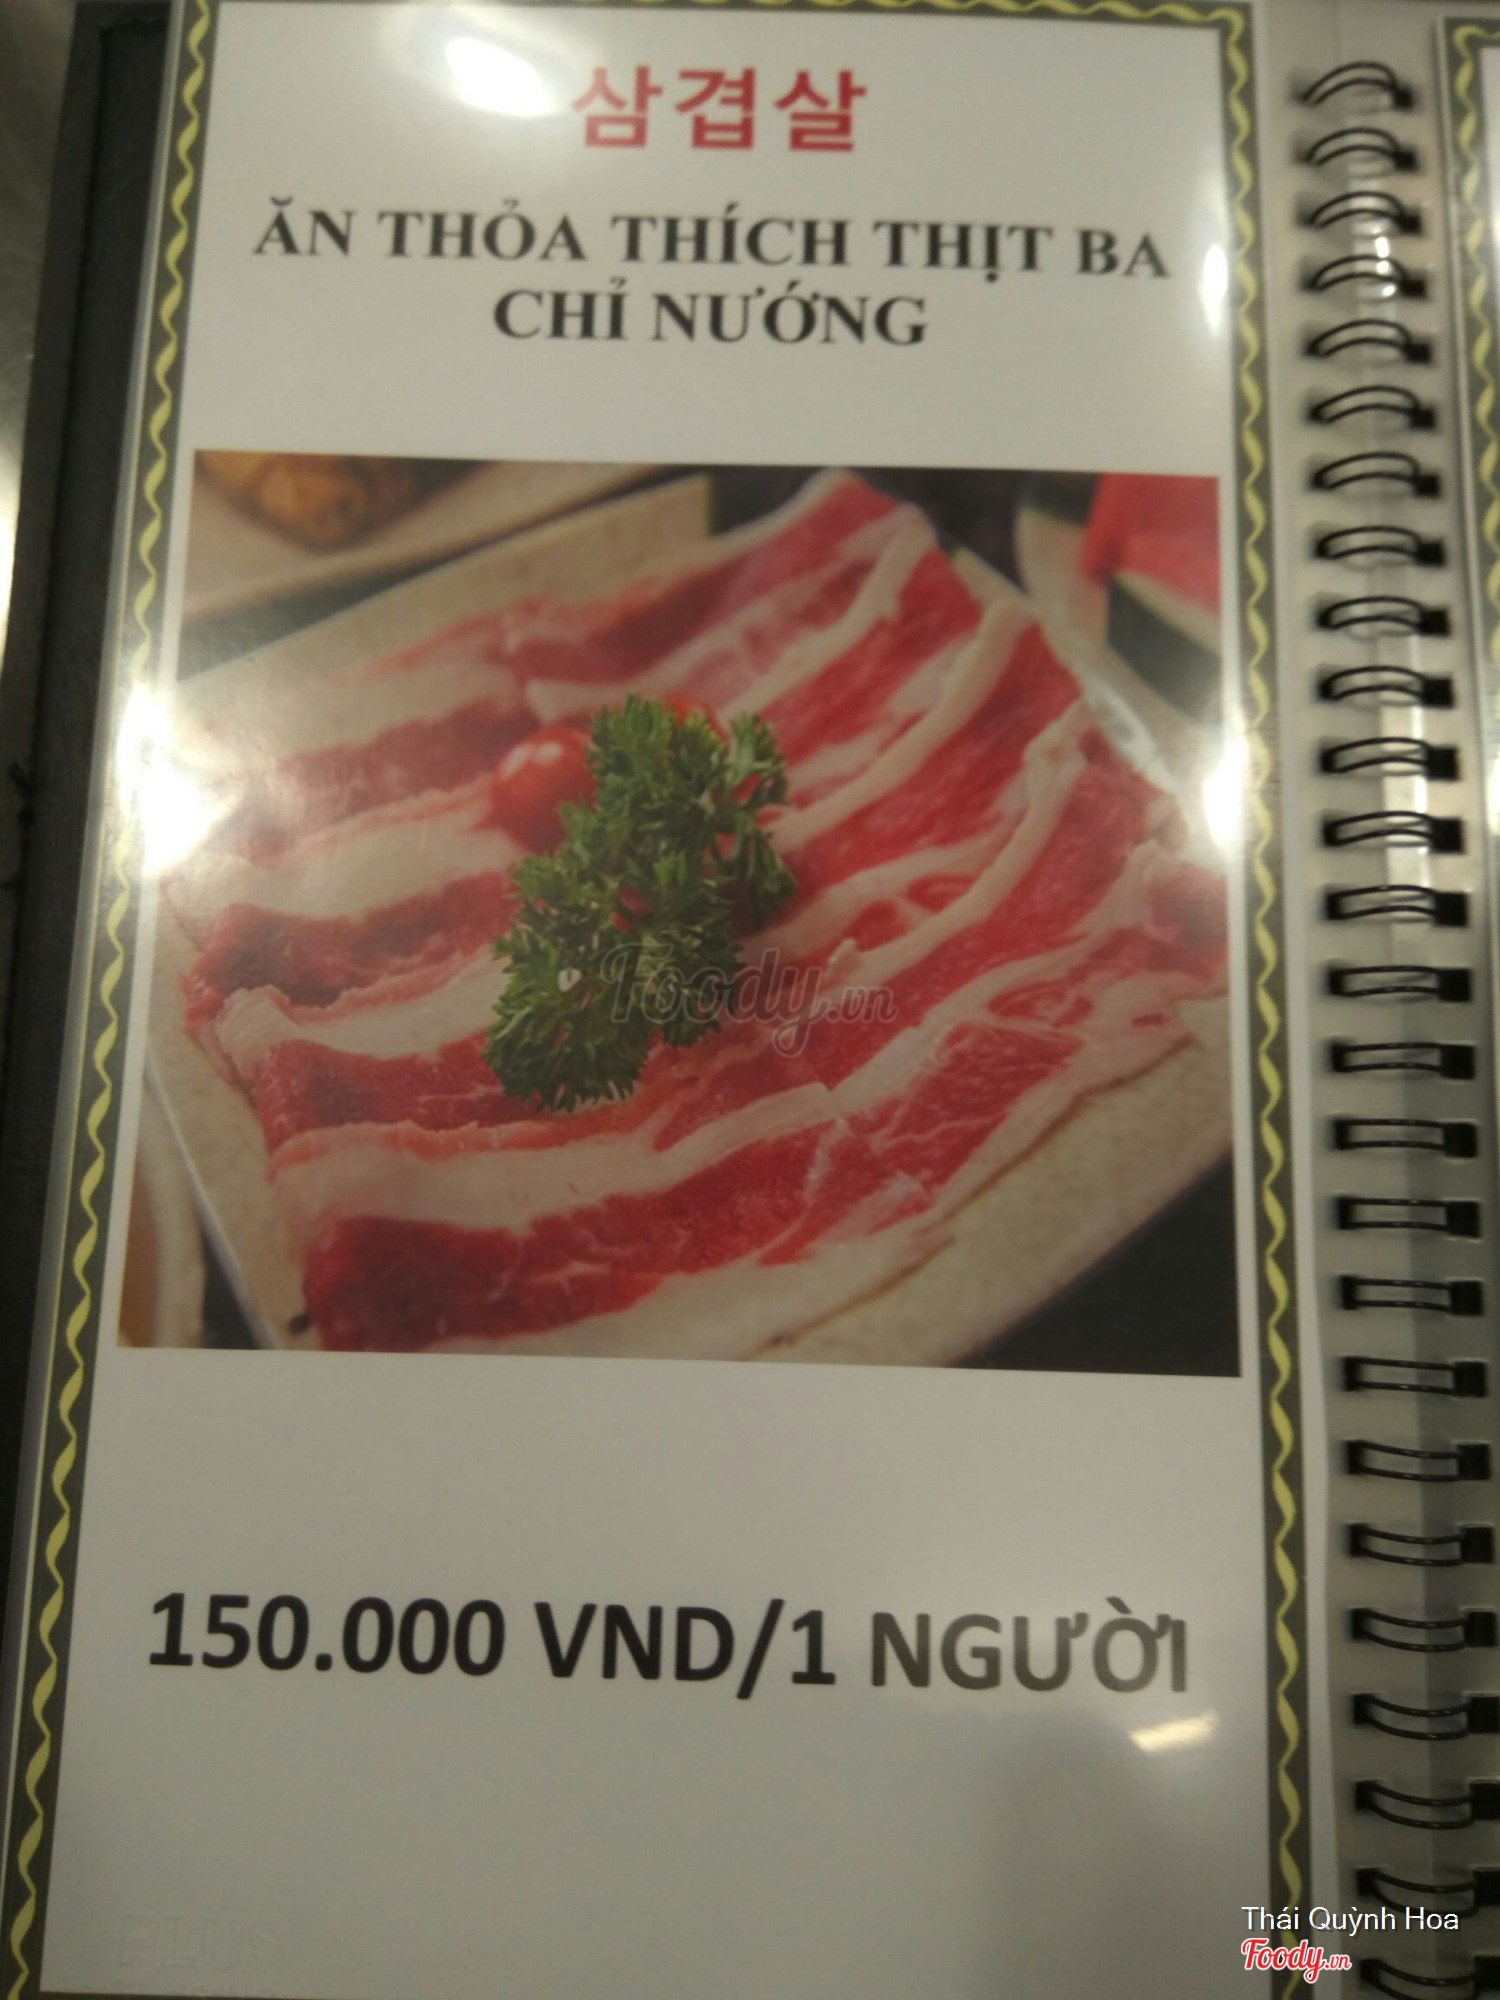 삼겹살
ĂN THỎA THÍCH THỊT BA
CHỈ NƯỚNG
Foody.vn
150.000 VND/1 NGƯỜI
PLUS
Thái Quỳnh Hoa
Foody.vn